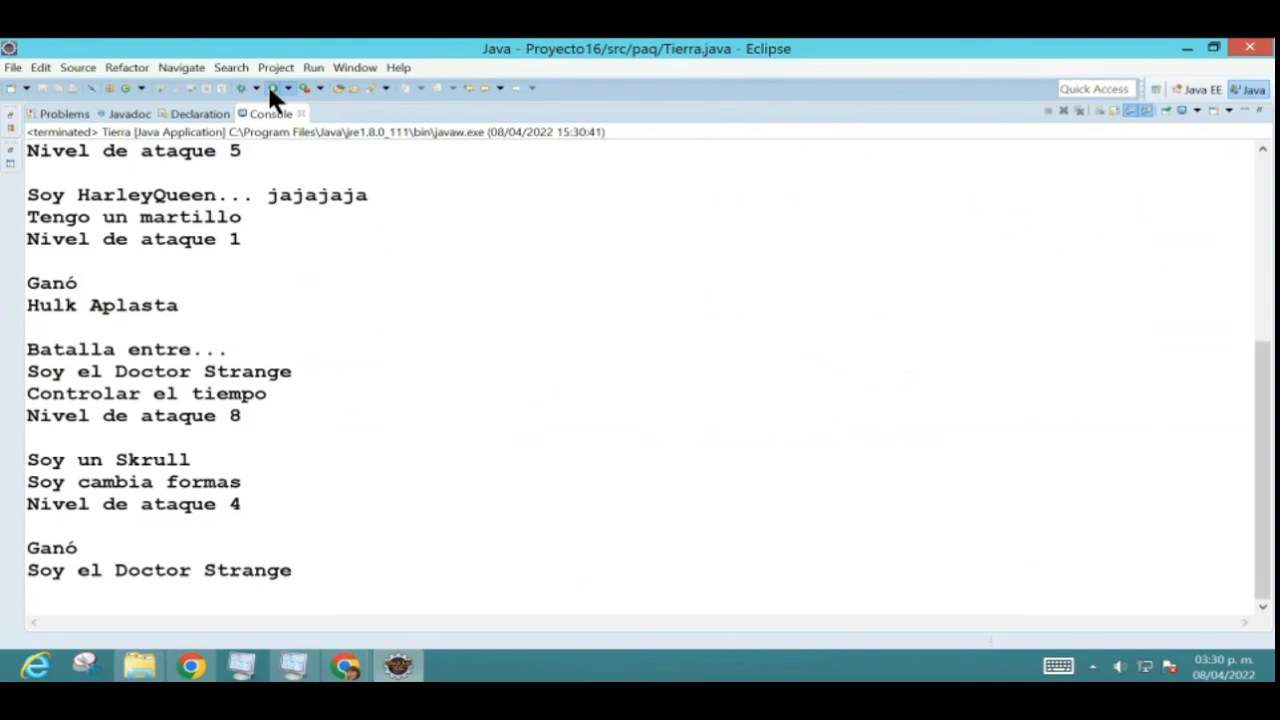 Java - Proyecto16/src/paq/Tierra.java - Eclipse
File Edit Source Refactor Navigate Search Project Run Window Help
Quick Access
Java EE
Java
Problems Javadoc Declaration Console
<terminated> Tierra [Java Application] C:\Program Files\Java\jre1.8.0_111\bin\javaw.exe (08/04/2022 15:30:41)
Nivel de ataque 5
Soy HarleyQueen... jajajaja
Tengo un martillo
Nivel de ataque 1
Ganó
Hulk Aplasta
Batalla entre...
Soy el Doctor Strange
Controlar el tiempo
Nivel de ataque 8
Soy un Skrull
Soy cambia formas
Nivel de ataque 4
Ganó
Soy el Doctor Strange
03:30 p. m.
08/04/2022